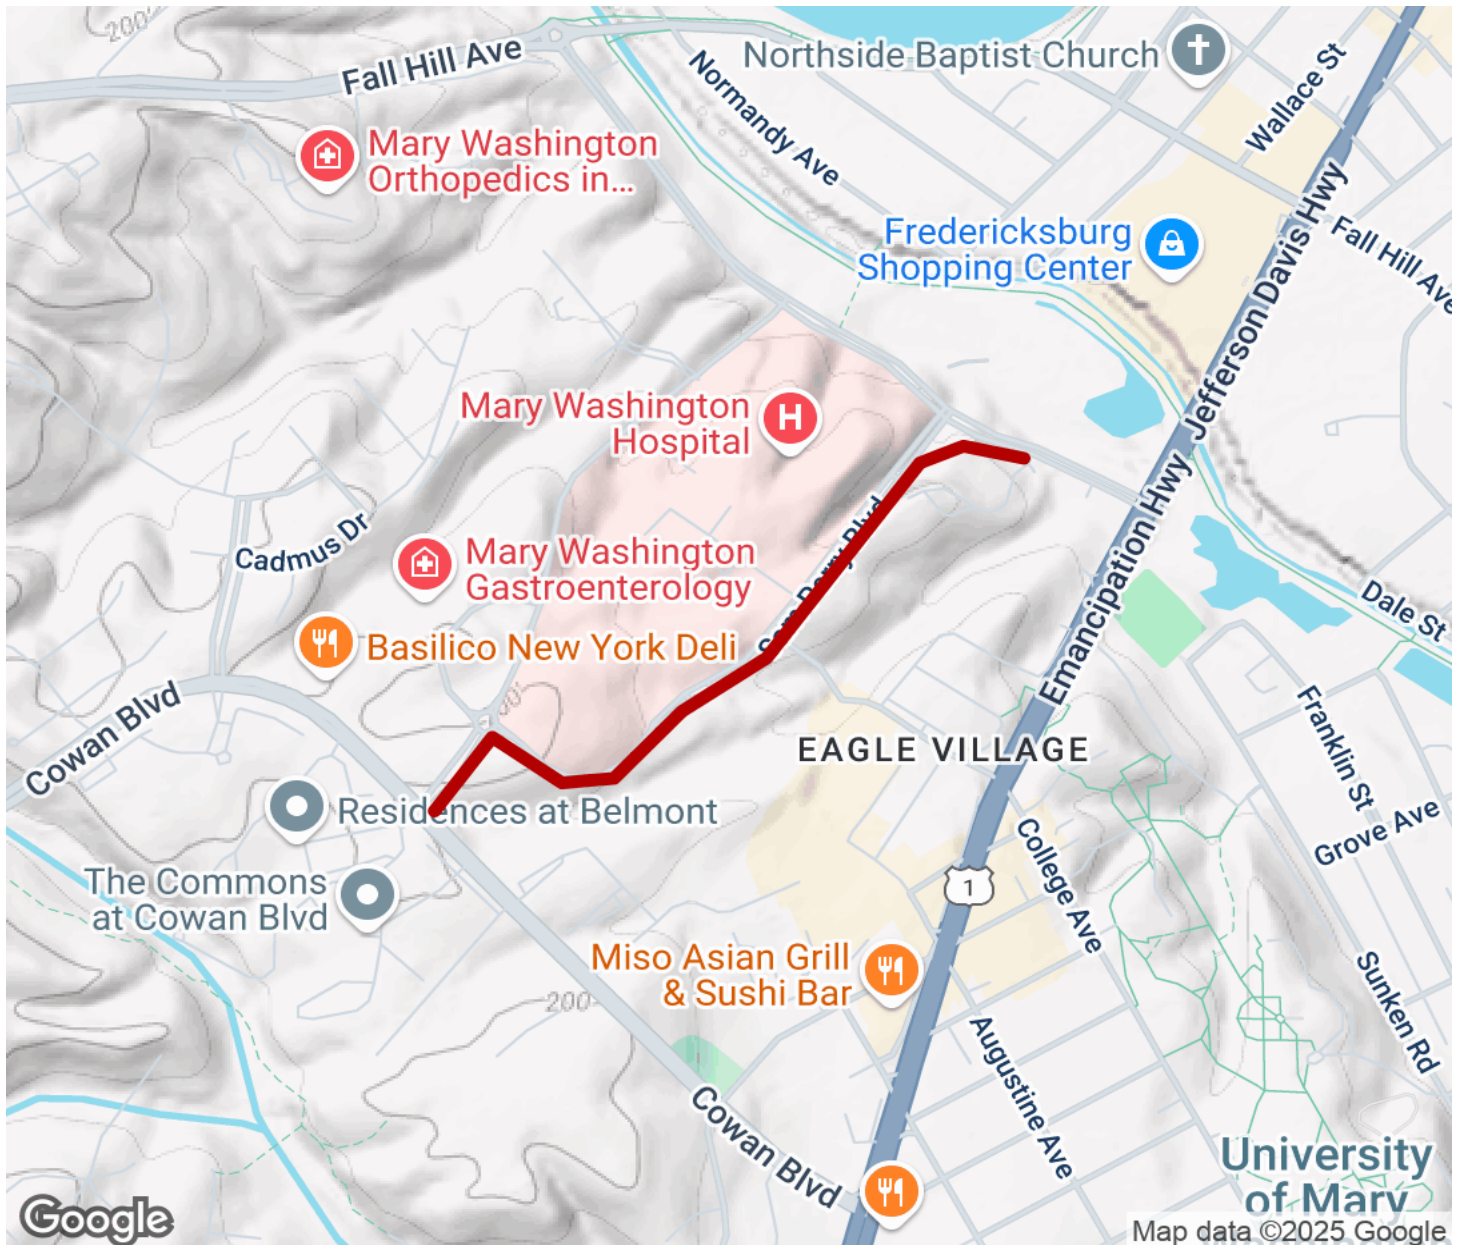 200'
Fall Hill Ave
Northside Baptist Church
Wallace St
Normandy Ave
Mary Washington
Orthopedics in...
Fredericksburg
Shopping Center
Fall Hill Ave
Jefferson Davis Hwy
Mary Washington
Hospital
Cadmus Dr
Mary Washington
Gastroenterology
Emancipation Hwy
Dale St
Basilico New York Deli
Cowan Blvd
EAGLE VILLAGE
Franklin St
Residences at Belmont
Grove Ave
The Commons
at Cowan Blvd
1
College Ave
Miso Asian Grill
& Sushi Bar
200
Sunken Rd
Augustine Ave
Cowan Blvd
University
of Mary
Google
Map data ©2025 Google